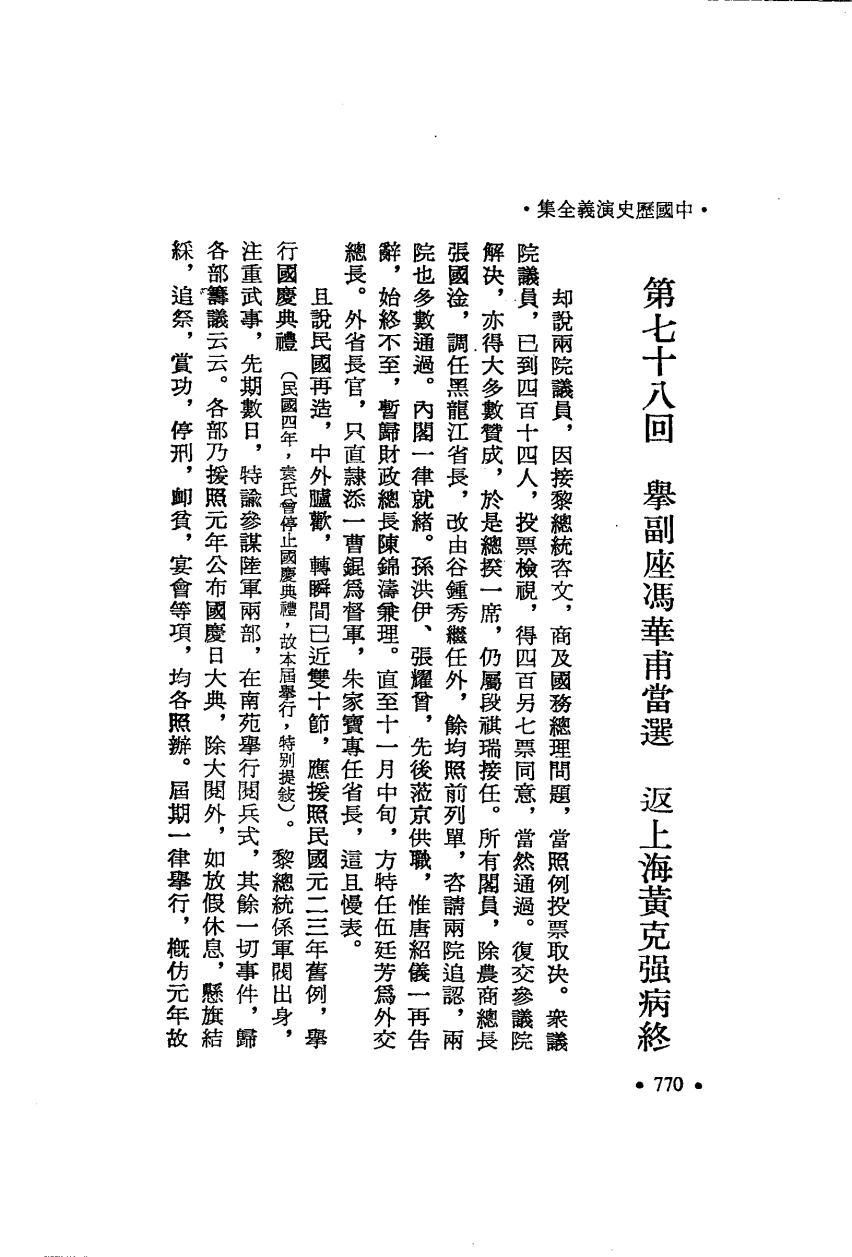 •中國歷史演義全集•
第七十八回　舉副座馮華甫當選　返上海黃克强病終
却說兩院議員，因接黎總統咨文，商及國務總理問題，當照例投票取决。衆議
院議員，已到四百十四人，投票檢視，得四百另七票同意，當然通過。復交參議院
解决，亦得大多數贊成，於是總揆一席，仍屬段祺瑞接任。所有閣員，除農商總長
張國淦，調任黑龍江省長，改由谷鍾秀繼任外，餘均照前列單，咨請兩院追認，兩
院也多數通過。內閣一律就緒。孫洪伊、張耀曾，先後蒞京供職，惟唐紹儀一再告
辭，始終不至，暫歸財政總長陳錦濤兼理。直至十一月中旬，方特任伍廷芳爲外交
總長。外省長官，只直隸添一曹錕爲督軍，朱家寶專任省長，這且慢表。
且說民國再造，中外臚歡，轉瞬間已近雙十節，應援照民國元二三年舊例，舉
行國慶典禮（民國四年，袁氏曾停止國慶典禮，故本屆舉行，特別提敍）。黎總統係軍閥出身，
注重武事，先期數日，特諭參謀陸軍兩部，在南苑舉行閱兵式，其餘一切事件，歸
各部籌議云云。各部乃援照元年公布國慶日大典，除大閱外，如放假休息，懸旗結
綵，追祭，賞功，停刑，卹貧，宴會等項，均各照辦。屆期一律舉行，槪仿元年故
•770•